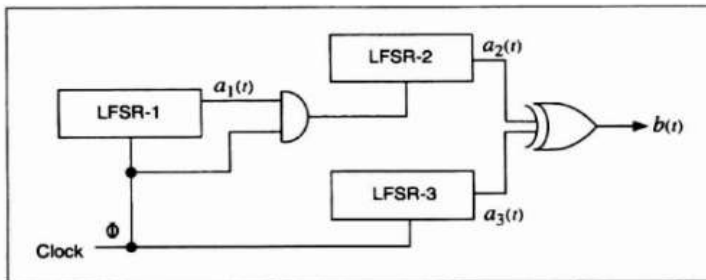 LFSR-2
a₂(t)
a₁(t)
LFSR-1
b(t)
LFSR-3
a₃(t)
Φ
Clock